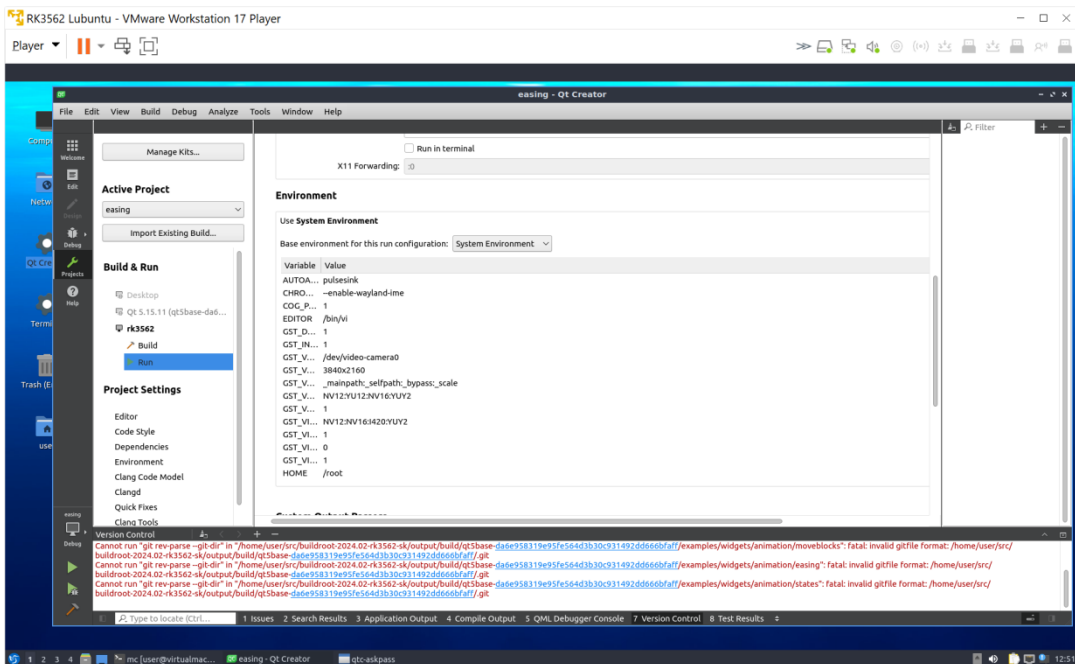 RK3562 Lubuntu - VMware Workstation 17 Player
Player
easing - Qt Creator
File Edit View Build Debug Analyze Tools Window Help
Filter
Comp
Netw
Qt Cre
Termi
Trash (E
use
Welcome
Edit
Design
Debug
Projects
Help
Manage Kits...
Active Project
easing
Import Existing Build...
Build & Run
Desktop
Qt 5.15.11 (qt5base-da6...
rk3562
Build
Run
Project Settings
Editor
Code Style
Dependencies
Environment
Clang Code Model
Clangd
Quick Fixes
Clang Tools
Run in terminal
X11 Forwarding: :0
Environment
Use System Environment
Base environment for this run configuration: System Environment
Variable Value
AUTOA... pulsesink
CHRO... --enable-wayland-ime
COG_P... 1
EDITOR /bin/vi
GST_D... 1
GST_IN... 1
GST_V... /dev/video-camera0
GST_V... 3840x2160
GST_V... _mainpath:_selfpath:_bypass:_scale
GST_V... NV12:YU12:NV16:YUY2
GST_V... 1
GST_VI... NV12:NV16:I420:YUY2
GST_VI... 1
GST_VI... 0
GST_VI... 1
HOME /root
Custom Output Parsers
easing
Debug
Version Control
Cannot run "git rev-parse --git-dir" in "/home/user/src/buildroot-2024.02-rk3562-sk/output/build/qt5base-da6e958319e95fe564d3b30c931492dd666bfaff/examples/widgets/animation/moveblocks": fatal: invalid gitfile format: /home/user/src/
buildroot-2024.02-rk3562-sk/output/build/qt5base-da6e958319e95fe564d3b30c931492dd666bfaff/.git
Cannot run "git rev-parse --git-dir" in "/home/user/src/buildroot-2024.02-rk3562-sk/output/build/qt5base-da6e958319e95fe564d3b30c931492dd666bfaff/examples/widgets/animation/easing": fatal: invalid gitfile format: /home/user/src/
buildroot-2024.02-rk3562-sk/output/build/qt5base-da6e958319e95fe564d3b30c931492dd666bfaff/.git
Cannot run "git rev-parse --git-dir" in "/home/user/src/buildroot-2024.02-rk3562-sk/output/build/qt5base-da6e958319e95fe564d3b30c931492dd666bfaff/examples/widgets/animation/states": fatal: invalid gitfile format: /home/user/src/
buildroot-2024.02-rk3562-sk/output/build/qt5base-da6e958319e95fe564d3b30c931492dd666bfaff/.git
Type to locate (Ctrl... 1 Issues 2 Search Results 3 Application Output 4 Compile Output 5 QML Debugger Console 7 Version Control 8 Test Results
1 2 3 4 mc [user@virtualmac... easing - Qt Creator qtc-askpass 12:51